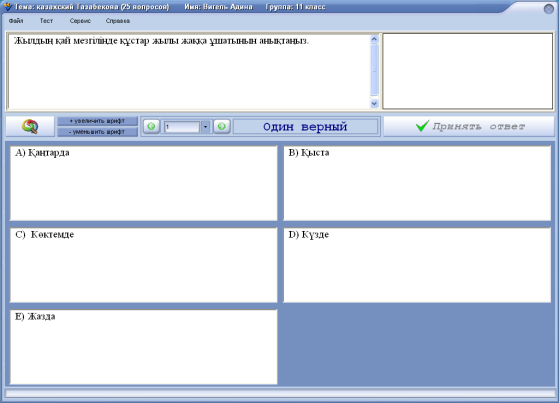 Тема: казахский Тазабекова (25 вопросов) Имя: Вигель Адина Группа: 11 класс
Файл Тест Сервис Справка
Жылдың қай мезгілінде құстар жылы жаққа ұшатынын анықтаңыз.
+ увеличить шрифт
- уменьшить шрифт
1
Один верный
Принять ответ
A) Қаңтарда
B) Қыста
C) Көктемде
D) Күзде
E) Жазда